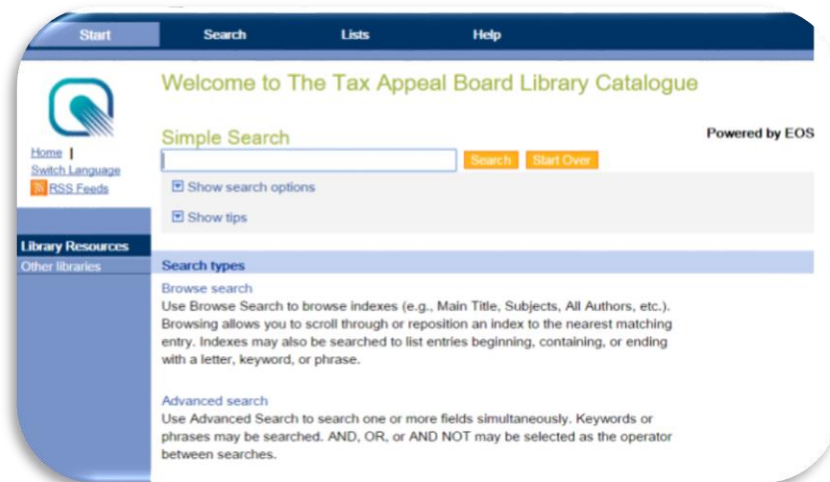 Start Search Lists Help
Welcome to The Tax Appeal Board Library Catalogue
Simple Search
Powered by EOS
Search Start Over
Show search options
Show tips
Home |
Switch Language
RSS Feeds
Library Resources
Other libraries
Search types
Browse search
Use Browse Search to browse indexes (e.g., Main Title, Subjects, All Authors, etc.).
Browsing allows you to scroll through or reposition an index to the nearest matching
entry. Indexes may also be searched to list entries beginning, containing, or ending
with a letter, keyword, or phrase.
Advanced search
Use Advanced Search to search one or more fields simultaneously. Keywords or
phrases may be searched. AND, OR, or AND NOT may be selected as the operator
between searches.